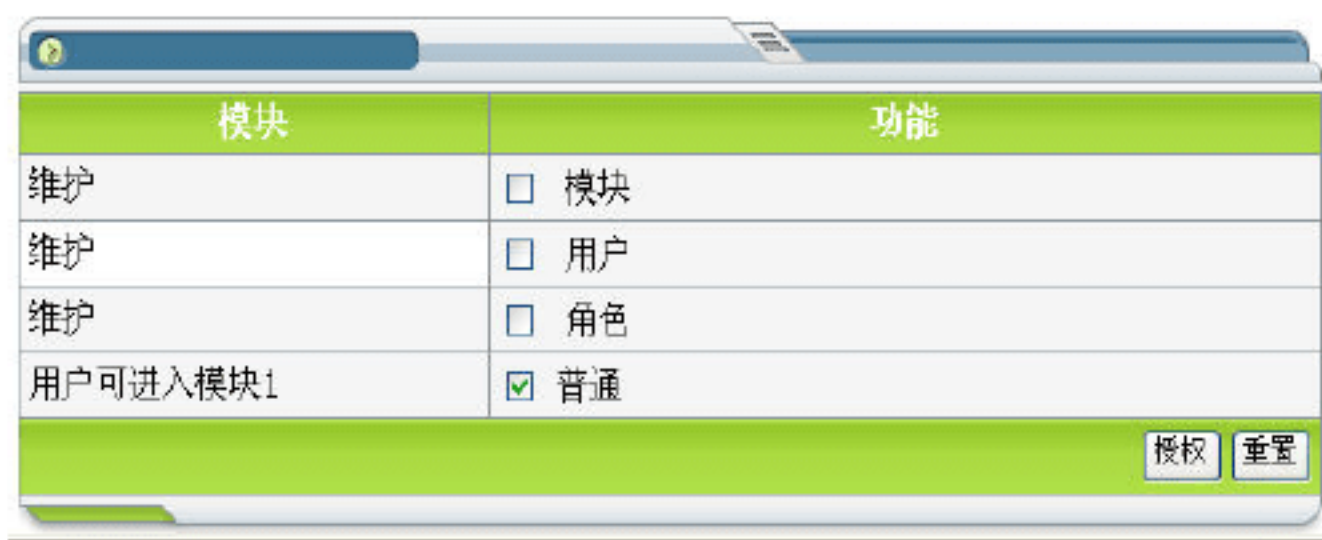 模块 功能
维护 模块
维护 用户
维护 角色
用户可进入模块1 普通
授权 重置